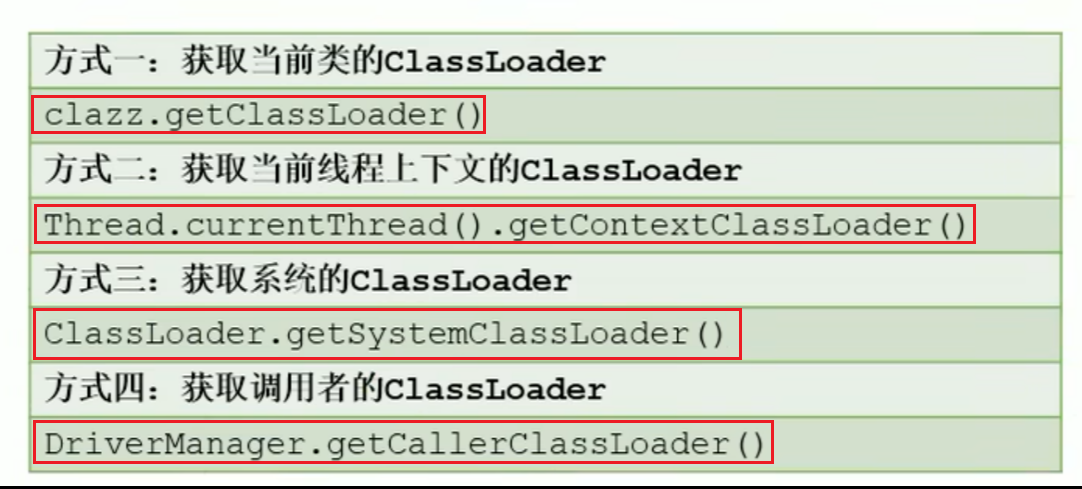 方式一：获取当前类的ClassLoader
clazz.getClassLoader()
方式二：获取当前线程上下文的ClassLoader
Thread.currentThread().getContextClassLoader()
方式三：获取系统的ClassLoader
ClassLoader.getSystemClassLoader()
方式四：获取调用者的ClassLoader
DriverManager.getCallerClassLoader()